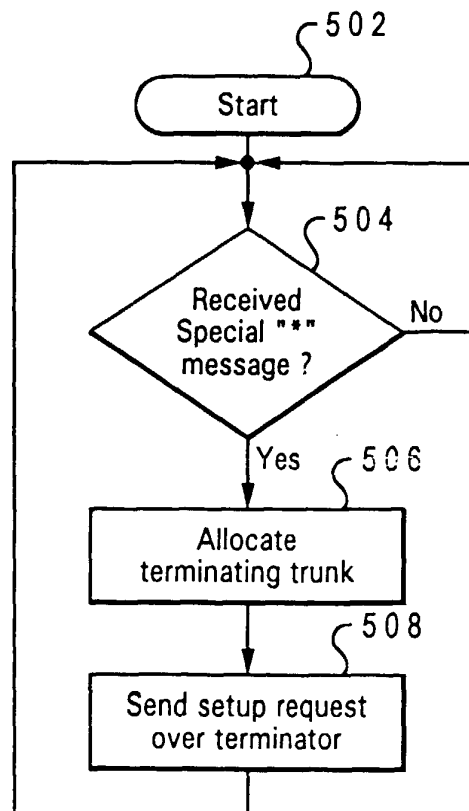 502
Start
504
Received
Special "*"
message ?
No
Yes
506
Allocate
terminating trunk
508
Send setup request
over terminator